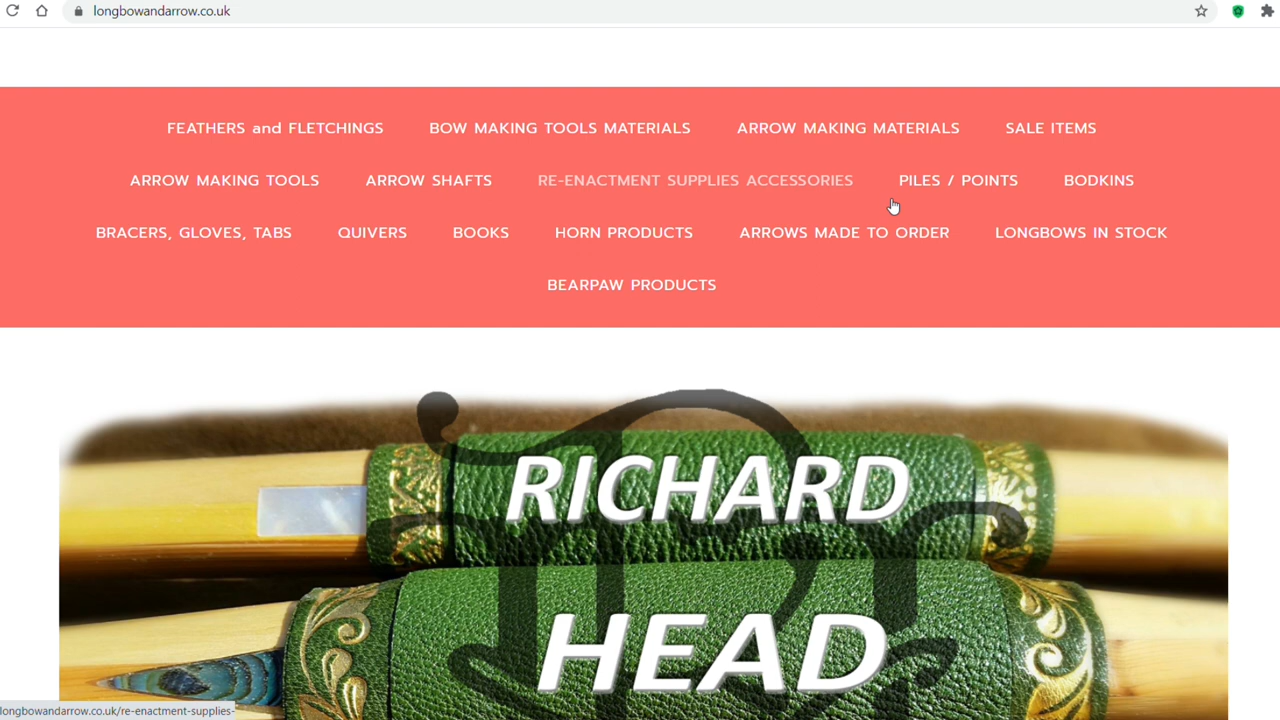 longbowandarrow.co.uk
FEATHERS and FLETCHINGS BOW MAKING TOOLS MATERIALS ARROW MAKING MATERIALS SALE ITEMS
ARROW MAKING TOOLS ARROW SHAFTS RE-ENACTMENT SUPPLIES ACCESSORIES PILES / POINTS BODKINS
BRACERS, GLOVES, TABS QUIVERS BOOKS HORN PRODUCTS ARROWS MADE TO ORDER LONGBOWS IN STOCK
BEARPAW PRODUCTS
RICHARD
HEAD
longbowandarrow.co.uk/re-enactment-supplies-